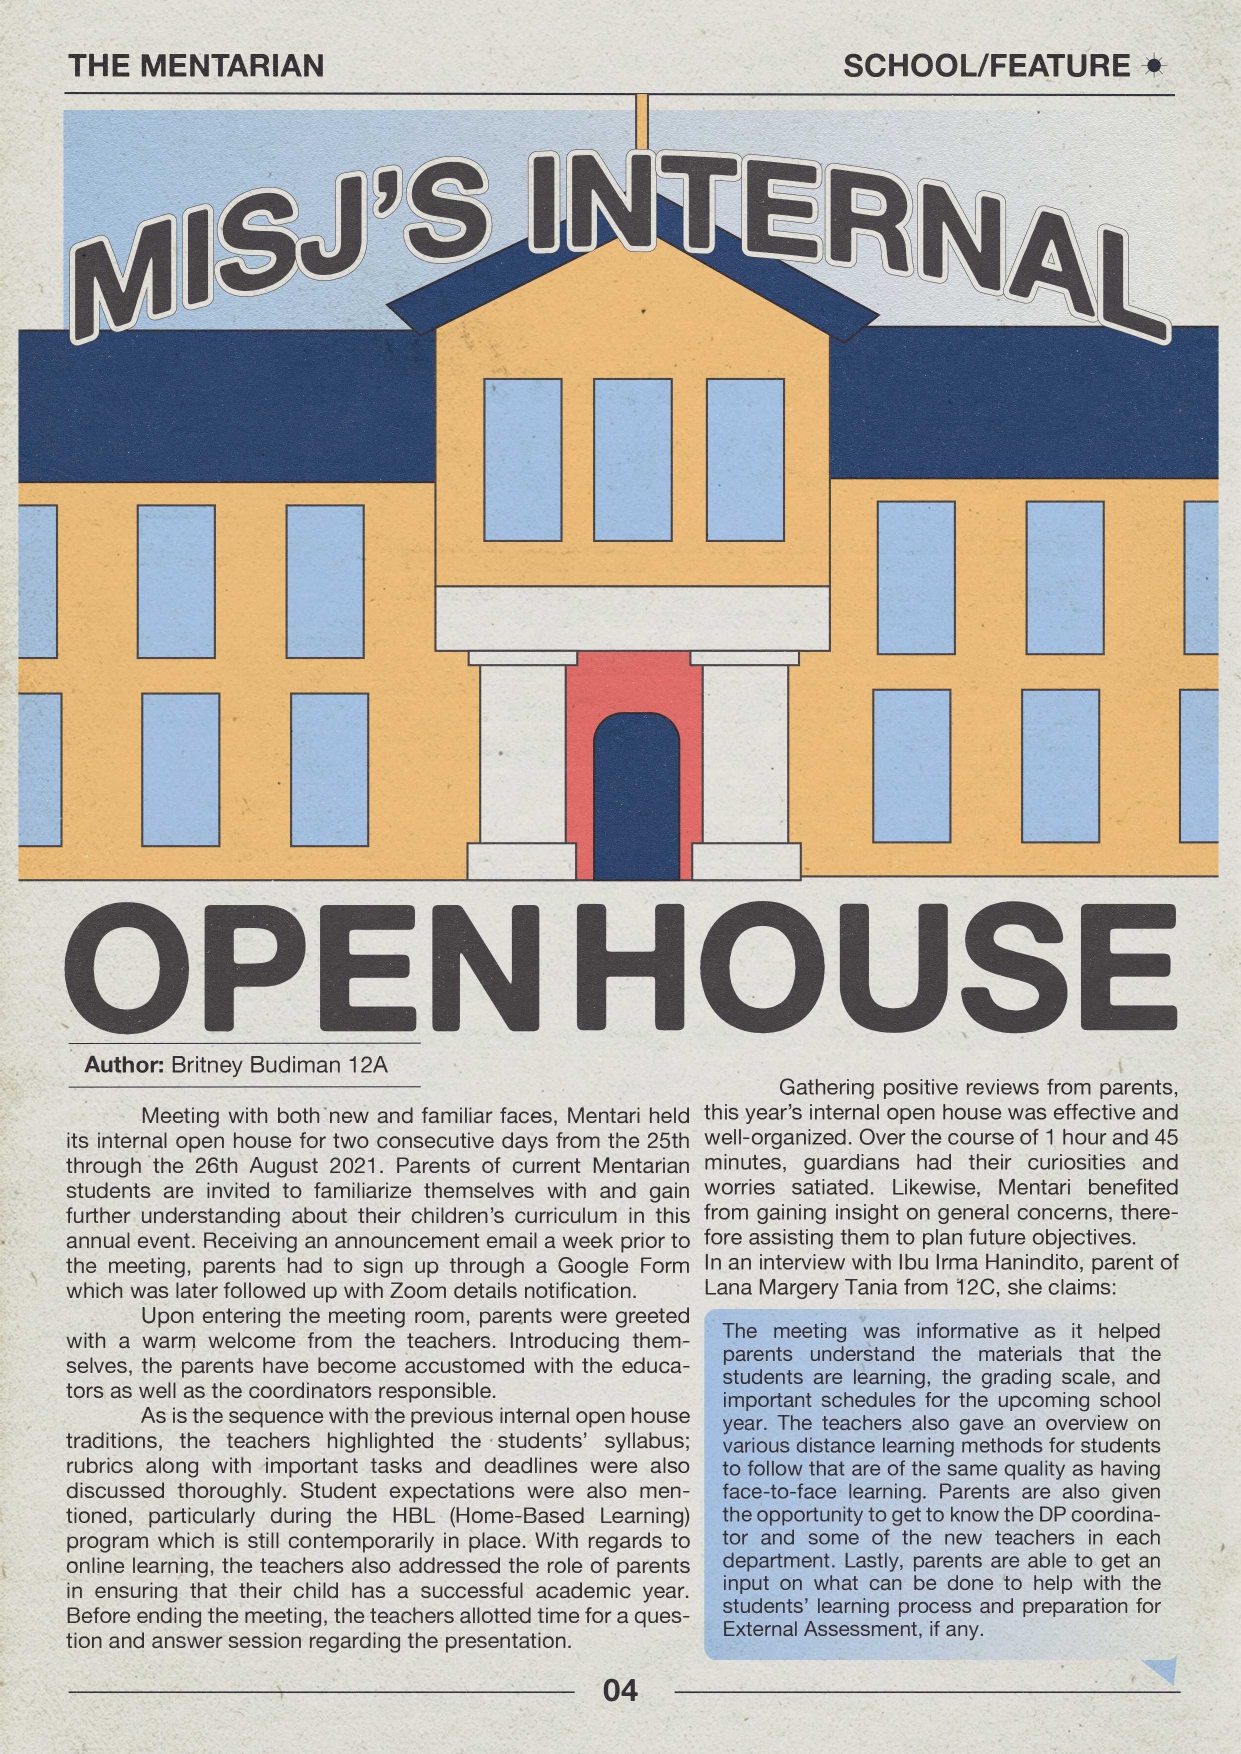 THE MENTARIAN
SCHOOL/FEATURE
MISJ'S INTERNAL
OPEN HOUSE
Author: Britney Budiman 12A
Meeting with both new and familiar faces, Mentari held
its internal open house for two consecutive days from the 25th
through the 26th August 2021. Parents of current Mentarian
students are invited to familiarize themselves with and gain
further understanding about their children's curriculum in this
annual event. Receiving an announcement email a week prior to
the meeting, parents had to sign up through a Google Form
which was later followed up with Zoom details notification.
Upon entering the meeting room, parents were greeted
with a warm welcome from the teachers. Introducing them-
selves, the parents have become accustomed with the educa-
tors as well as the coordinators responsible.
As is the sequence with the previous internal open house
traditions, the teachers highlighted the students' syllabus;
rubrics along with important tasks and deadlines were also
discussed thoroughly. Student expectations were also men-
tioned, particularly during the HBL (Home-Based Learning)
program which is still contemporarily in place. With regards to
online learning, the teachers also addressed the role of parents
in ensuring that their child has a successful academic year.
Before ending the meeting, the teachers allotted time for a ques-
tion and answer session regarding the presentation.
Gathering positive reviews from parents,
this year's internal open house was effective and
well-organized. Over the course of 1 hour and 45
minutes, guardians had their curiosities and
worries satiated. Likewise, Mentari benefited
from gaining insight on general concerns, there-
fore assisting them to plan future objectives.
In an interview with Ibu Irma Hanindito, parent of
Lana Margery Tania from 12C, she claims:
The meeting was informative as it helped
parents understand the materials that the
students are learning, the grading scale, and
important schedules for the upcoming school
year. The teachers also gave an overview on
various distance learning methods for students
to follow that are of the same quality as having
face-to-face learning. Parents are also given
the opportunity to get to know the DP coordina-
tor and some of the new teachers in each
department. Lastly, parents are able to get an
input on what can be done to help with the
students' learning process and preparation for
External Assessment, if any.
04